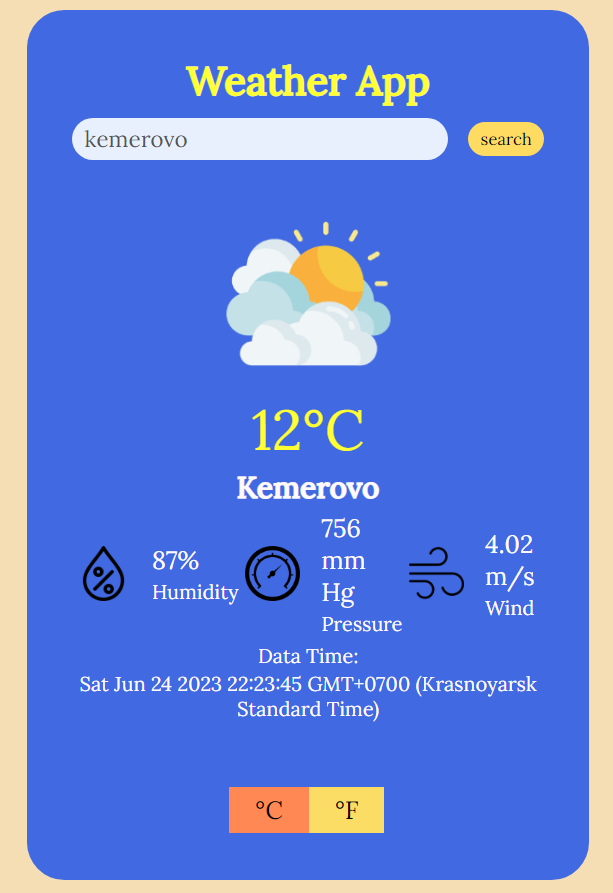 Weather App
kemerovo
search
12°C
Kemerovo
87%
Humidity
756
mm
Hg
Pressure
4.02
m/s
Wind
Data Time:
Sat Jun 24 2023 22:23:45 GMT+0700 (Krasnoyarsk
Standard Time)
°C
°F